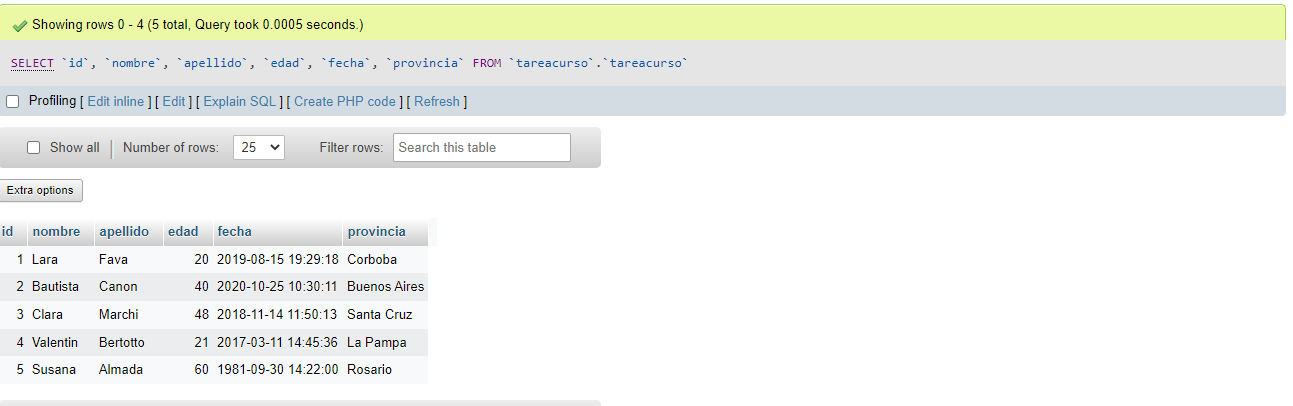 Showing rows 0 - 4 (5 total, Query took 0.0005 seconds.)
SELECT `id`, `nombre`, `apellido`, `edad`, `fecha`, `provincia` FROM `tareacurso`.`tareacurso`
Profiling [ Edit inline ] [ Edit ] [ Explain SQL ] [ Create PHP code ] [ Refresh ]
Show all | Number of rows: 25 Filter rows: Search this table
Extra options
id nombre apellido edad fecha provincia
1 Lara Fava 20 2019-08-15 19:29:18 Corboba
2 Bautista Canon 40 2020-10-25 10:30:11 Buenos Aires
3 Clara Marchi 48 2018-11-14 11:50:13 Santa Cruz
4 Valentin Bertotto 21 2017-03-11 14:45:36 La Pampa
5 Susana Almada 60 1981-09-30 14:22:00 Rosario